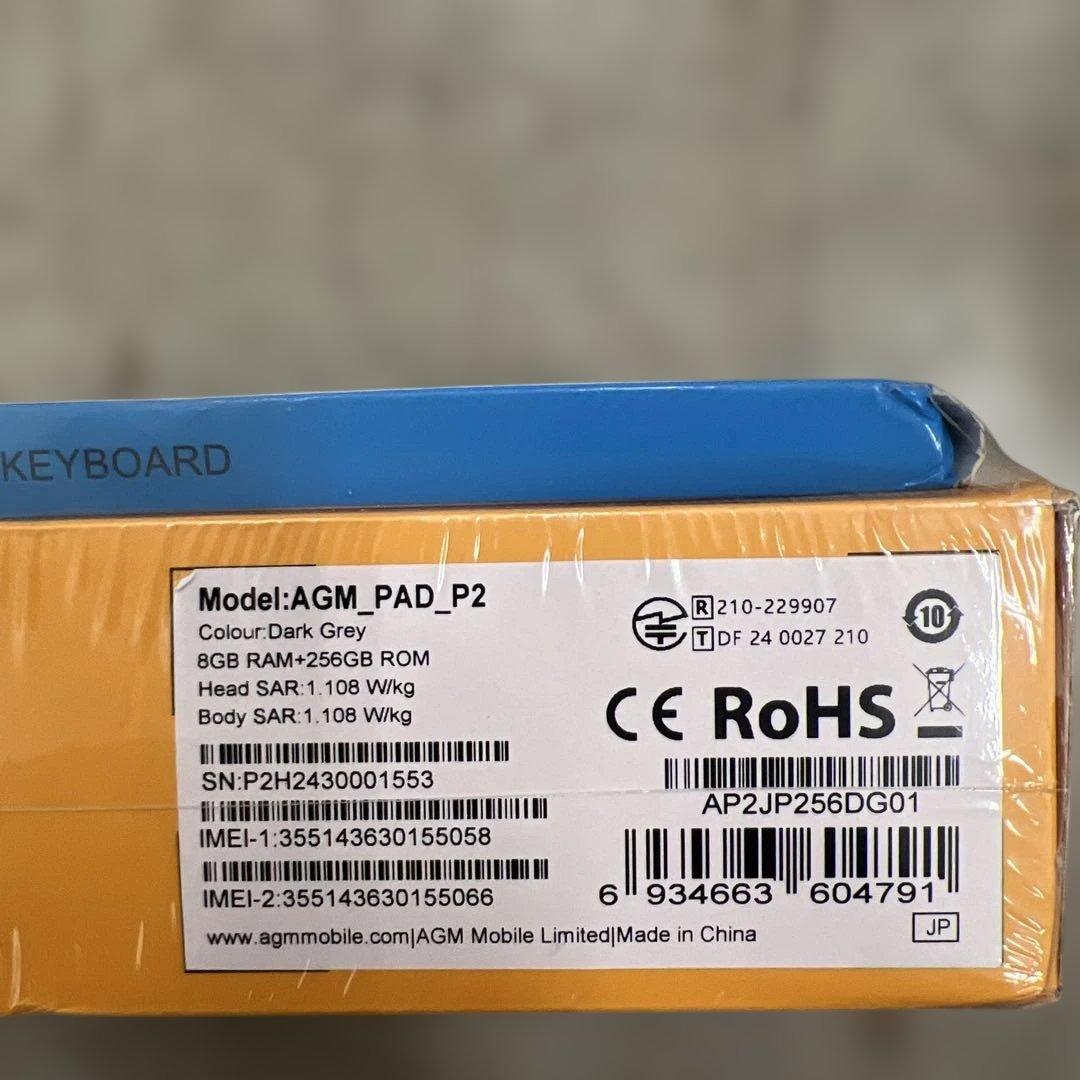 KEYBOARD
Model:AGM_PAD_P2
Colour:Dark Grey
8GB RAM+256GB ROM
Head SAR:1.108 W/kg
Body SAR:1.108 W/kg
SN:P2H2430001553
IMEI-1:355143630155058
IMEI-2:355143630155066
www.agmmobile.com|AGM Mobile Limited|Made in China
R 210-229907
T DF 24 0027 210
10
CE RoHS
AP2JP256DG01
6 934663 604791
JP